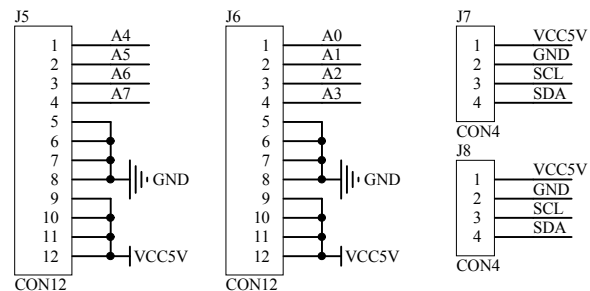 J5
1 A4
2 A5
3 A6
4 A7
5
6
7
8 GND
9
10
11
12 VCC5V
CON12
J6
1 A0
2 A1
3 A2
4 A3
5
6
7
8 GND
9
10
11
12 VCC5V
CON12
J7
1 VCC5V
2 GND
3 SCL
4 SDA
CON4
J8
1 VCC5V
2 GND
3 SCL
4 SDA
CON4